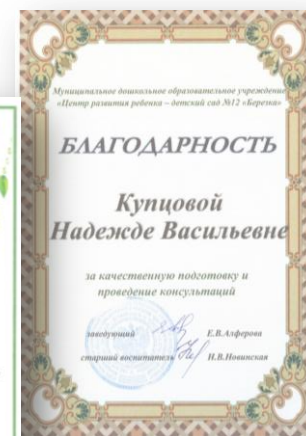 Муниципальное дошкольное образовательное учреждение
«Центр развития ребенка – детский сад №12 «Березка»
БЛАГОДАРНОСТЬ
Купцовой
Надежде Васильевне
за качественную подготовку и
проведение консультаций
заведующий Е.В.Алферова
старший воспитатель Н.В.Новинская